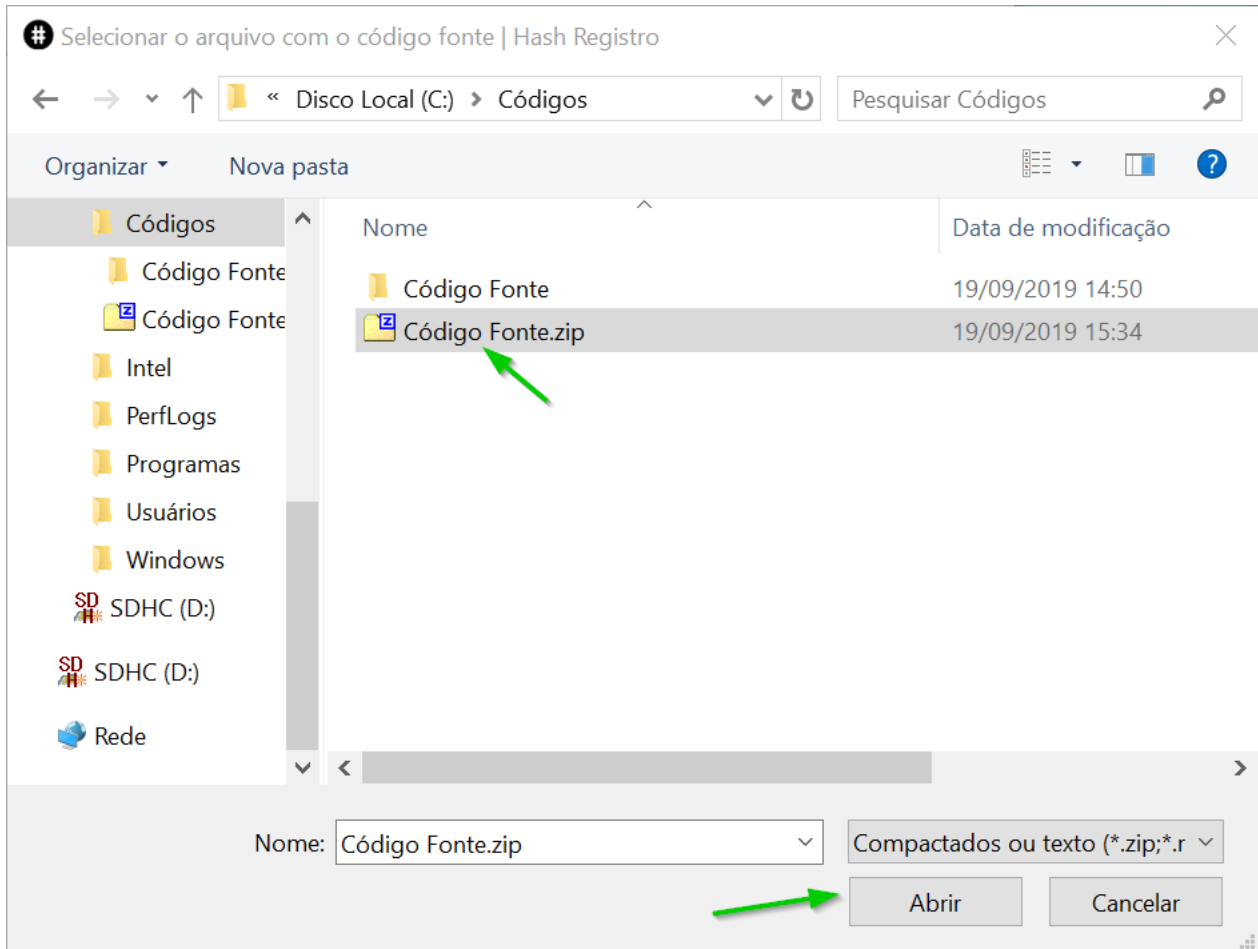 Selecionar o arquivo com o código fonte | Hash Registro
« Disco Local (C:) > Códigos
Pesquisar Códigos
Organizar
Nova pasta
?
Códigos
Código Fonte
Código Fonte
Intel
PerfLogs
Programas
Usuários
Windows
SD SDHC (D:)
SD SDHC (D:)
Rede
Nome
Data de modificação
Código Fonte
19/09/2019 14:50
Código Fonte.zip
19/09/2019 15:34
Nome: Código Fonte.zip
Compactados ou texto (*.zip;*.r
Abrir
Cancelar